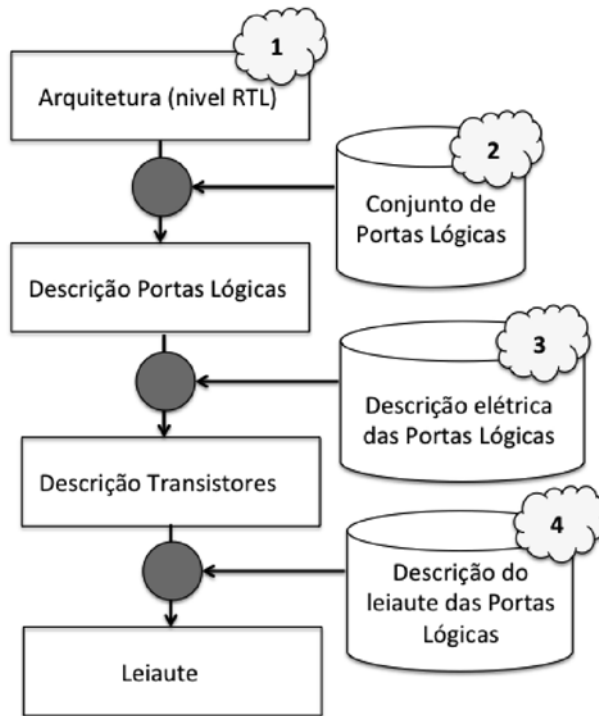 1
Arquitetura (nivel RTL)
2
Conjunto de
Portas Lógicas
Descrição Portas Lógicas
3
Descrição elétrica
das Portas Lógicas
Descrição Transistores
4
Descrição do
leiaute das Portas
Lógicas
Leiaute